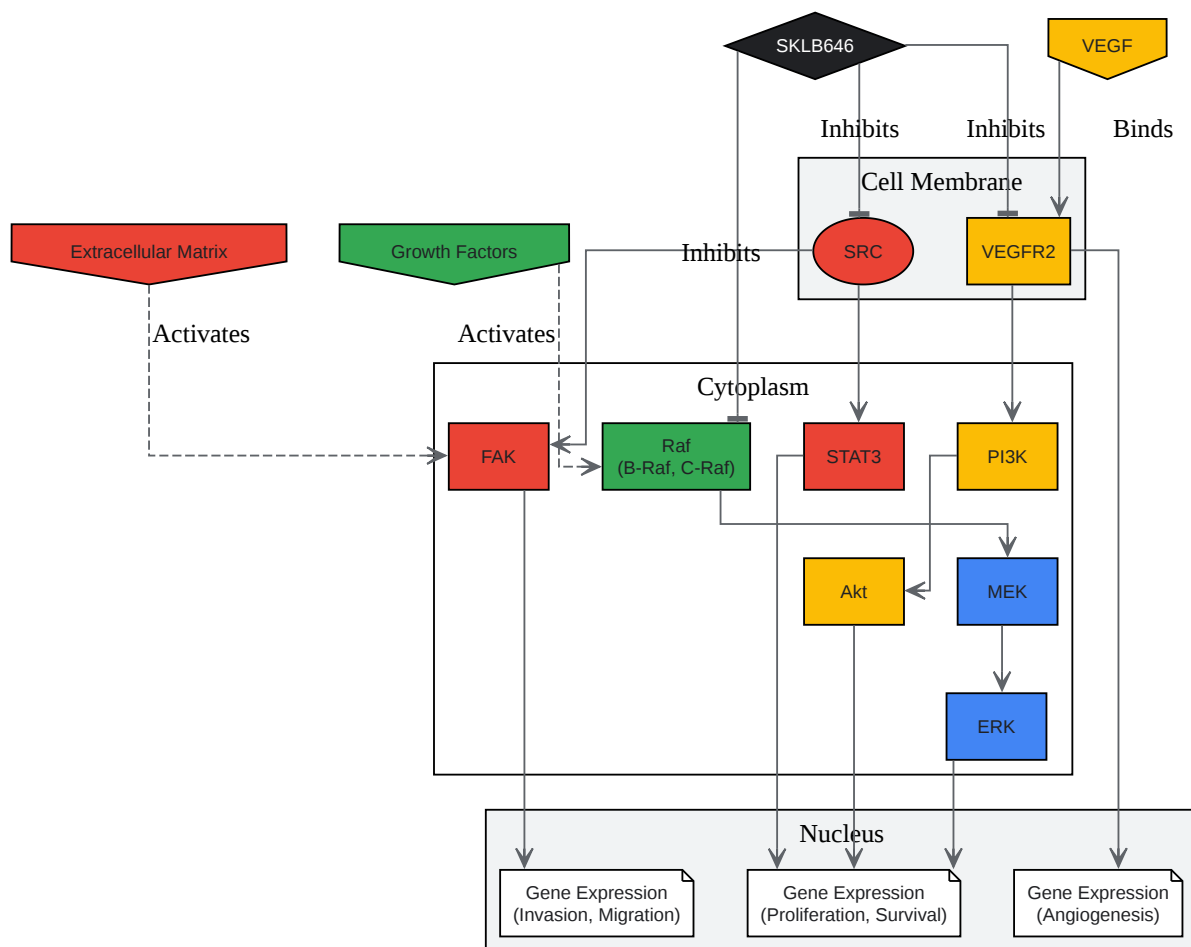 SKLB646
VEGF
Inhibits
Inhibits
Binds
Cell Membrane
Extracellular Matrix
Growth Factors
Inhibits
SRC
VEGFR2
Activates
Activates
Cytoplasm
FAK
Raf
(B-Raf, C-Raf)
STAT3
PI3K
Akt
MEK
ERK
Nucleus
Gene Expression
(Invasion, Migration)
Gene Expression
(Proliferation, Survival)
Gene Expression
(Angiogenesis)